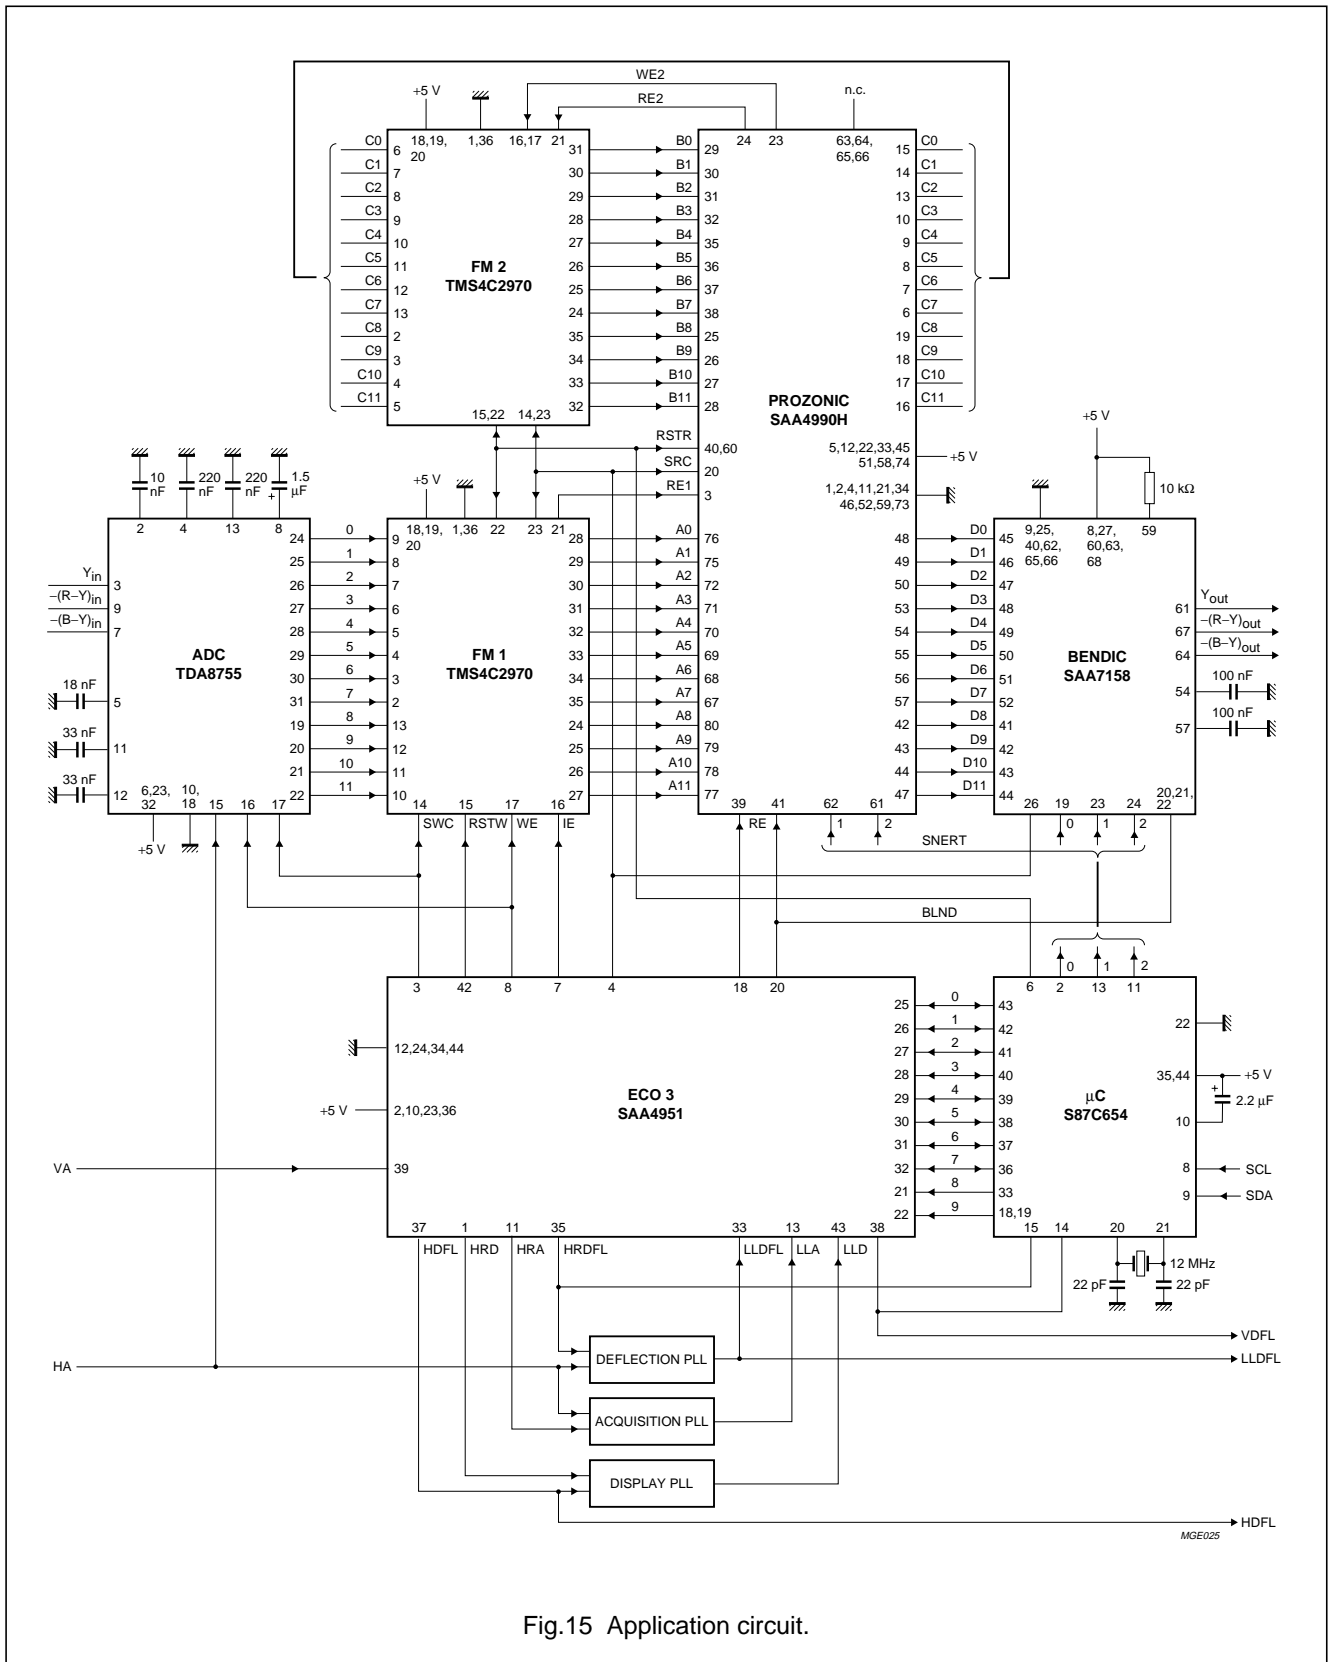 WE2
RE2
+5 V
n.c.
18,19,
20
1,36
16,17
21
24
23
63,64,
65,66
C0 6 31 B0 29 15 C0
C1 7 30 B1 30 14 C1
C2 8 29 B2 31 13 C2
C3 9 28 B3 32 10 C3
C4 10 27 B4 35 9 C4
C5 11 26 B5 36 8 C5
C6 12 25 B6 37 7 C6
C7 13 24 B7 38 6 C7
C8 2 35 B8 25 19 C8
C9 3 34 B9 26 18 C9
C10 4 33 B10 27 17 C10
C11 5 32 B11 28 16 C11
FM 2
TMS4C2970
PROZONIC
SAA4990H
15,22
14,23
RSTR
40,60
SRC
20
RE1
3
5,12,22,33,45
51,58,74
+5 V
1,2,4,11,21,34
46,52,59,73
+5 V
10 kΩ
10
nF
220
nF
220
nF
1.5
μF
+
2
4
13
8
+5 V
18,19,
20
1,36
22
23
21
9,25,
40,62,
65,66
8,27,
60,63,
68
59
24 0 9 28 A0 76 48 D0 45
25 1 8 29 A1 75 49 D1 46
26 2 7 30 A2 72 50 D2 47
27 3 6 31 A3 71 53 D3 48
28 4 5 32 A4 70 54 D4 49
29 5 4 33 A5 69 55 D5 50
30 6 3 34 A6 68 56 D6 51
31 7 2 35 A7 67 57 D7 52
19 8 13 24 A8 80 42 D8 41
20 9 12 25 A9 79 43 D9 42
21 10 11 26 A10 78 44 D10 43
22 11 10 27 A11 77 47 D11 44
Yin 3
−(R−Y)in 9
−(B−Y)in 7
ADC
TDA8755
FM 1
TMS4C2970
BENDIC
SAA7158
61 Yout
67 −(R−Y)out
64 −(B−Y)out
54 100 nF
57 100 nF
18 nF 5
33 nF 11
33 nF 12
6,23,
32
10,
18
15
16
17
+5 V
14
15
17
16
SWC
RSTW
WE
IE
39
41
62
61
RE
1
2
SNERT
26
19
23
24
20,21,
22
0
1
2
BLND
0
1
2
3
42
8
7
4
18
20
6
2
13
11
25 0 43
26 1 42
27 2 41
28 3 40
29 4 39
30 5 38
31 6 37
32 7 36
21 8 33
22 9 18,19
12,24,34,44
+5 V 2,10,23,36
ECO 3
SAA4951
μC
S87C654
22
35,44 +5 V
+
2.2 μF
10
8 SCL
9 SDA
VA 39
37
1
11
35
33
13
43
38
15
14
20
21
HDFL
HRD
HRA
HRDFL
LLDFL
LLA
LLD
12 MHz
22 pF
22 pF
VDFL
HA
DEFLECTION PLL
LLDFL
ACQUISITION PLL
DISPLAY PLL
HDFL
MGE025
Fig.15 Application circuit.